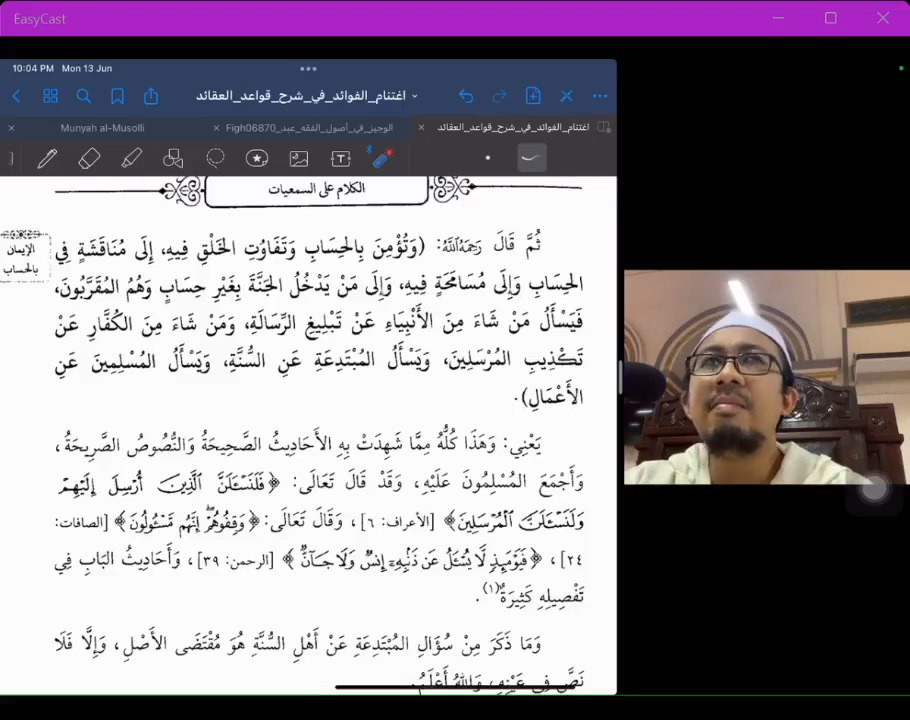 EasyCast
10:04 PM Mon 13 Jun
اغتنام_الفوائد_في_شرح_قواعد_العقائد
Munyah al-Musolli
الوجيز_في_أصول_الفقه_عبد_Figh06870
اغتنام_الفوائد_في_شرح_قواعد_العقائد
الكلام على السمعيات
ثُمَّ قَالَ رَحِمَهُ اللَّهُ: (وَتُؤْمِنَ بِالحِسَابِ وَتَفَاوُتِ الخَلْقِ فِيهِ، إِلَى مُنَاقَشَةٍ فِي
الإيمان
بالحساب
الحِسَابِ وَإِلَى مُسَامَحَةٍ فِيهِ، وَإِلَى مَنْ يَدْخُلُ الجَنَّةَ بِغَيْرِ حِسَابٍ وَهُمُ المُقَرَّبُونَ،
فَيَسْأَلُ مَنْ شَاءَ مِنَ الأَنْبِيَاءِ عَنْ تَبْلِيغِ الرِّسَالَةِ، وَمَنْ شَاءَ مِنَ الكُفَّارِ عَنْ
تَكْذِيبِ المُرْسَلِينَ، وَيَسْأَلُ المُبْتَدِعَةَ عَنِ السُّنَّةِ، وَيَسْأَلُ المُسْلِمِينَ عَنِ
الأَعْمَالِ).
يَعْنِي: وَهَذَا كُلُّهُ مِمَّا شَهِدَتْ بِهِ الأَحَادِيثُ الصَّحِيحَةُ وَالنُّصُوصُ الصَّرِيحَةُ،
وَأَجْمَعَ المُسْلِمُونَ عَلَيْهِ، وَقَدْ قَالَ تَعَالَى: ﴿فَلَنَسْـَٔلَنَّ ٱلَّذِينَ أُرْسِلَ إِلَيْهِمْ
وَلَنَسْـَٔلَنَّ ٱلْمُرْسَلِينَ﴾ [الأعراف: ٦]، وَقَالَ تَعَالَى: ﴿وَقِفُوهُمْ ۖ إِنَّهُم مَّسْـُٔولُونَ﴾ [الصافات:
٢٤]، ﴿فَيَوْمَئِذٍ لَّا يُسْـَٔلُ عَن ذَنۢبِهِۦٓ إِنسٌ وَلَا جَآنٌّ﴾ [الرحمن: ٣٩]، وَأَحَادِيثُ البَابِ فِي
تَفْصِيلِهِ كَثِيرَةٌ(١).
وَمَا ذَكَرَ مِنْ سُؤَالِ المُبْتَدِعَةِ عَنْ أَهْلِ السُّنَّةِ هُوَ مُقْتَضَى الأَصْلِ، وَإِلَّا فَلَا
نَصَّ فِي عَيْنِهِ، وَاللهُ أَعْلَمُ.